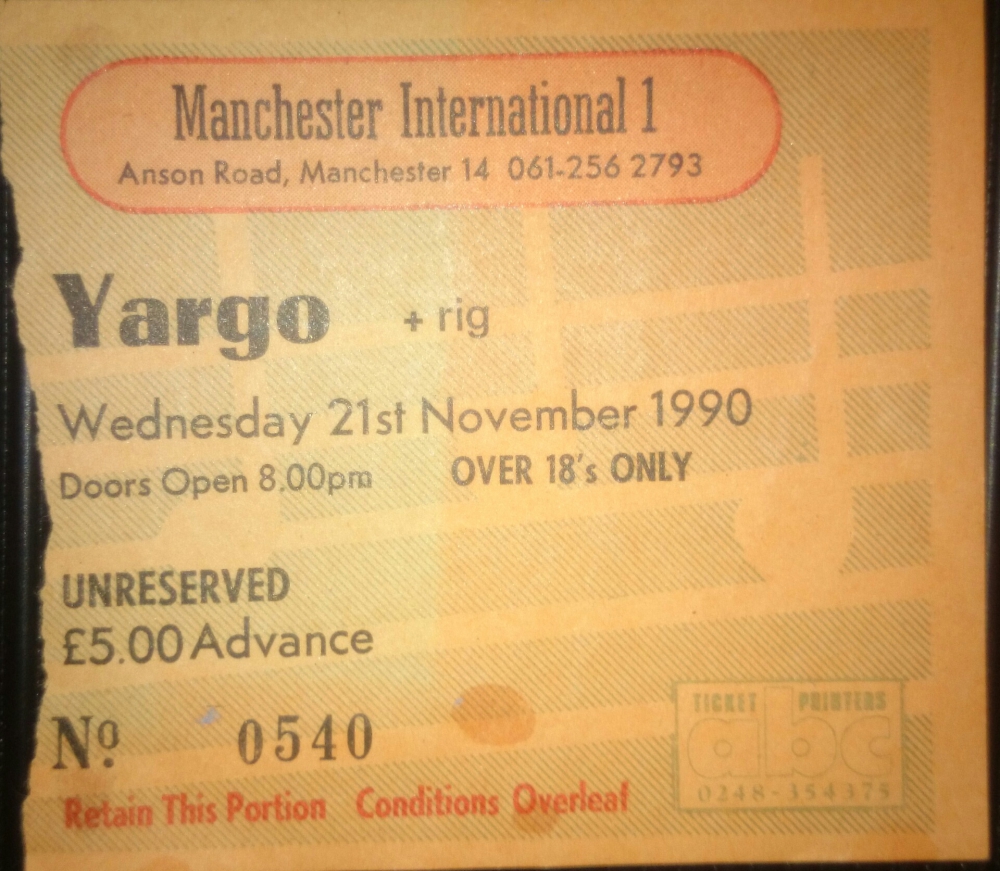 Manchester International 1
Anson Road, Manchester 14 061-256 2793
Yargo + rig
Wednesday 21st November 1990
Doors Open 8.00pm OVER 18's ONLY
UNRESERVED
£5.00 Advance
Nº 0540
Retain This Portion Conditions Overleaf
TICKET PRINTERS
abc
0248-354375